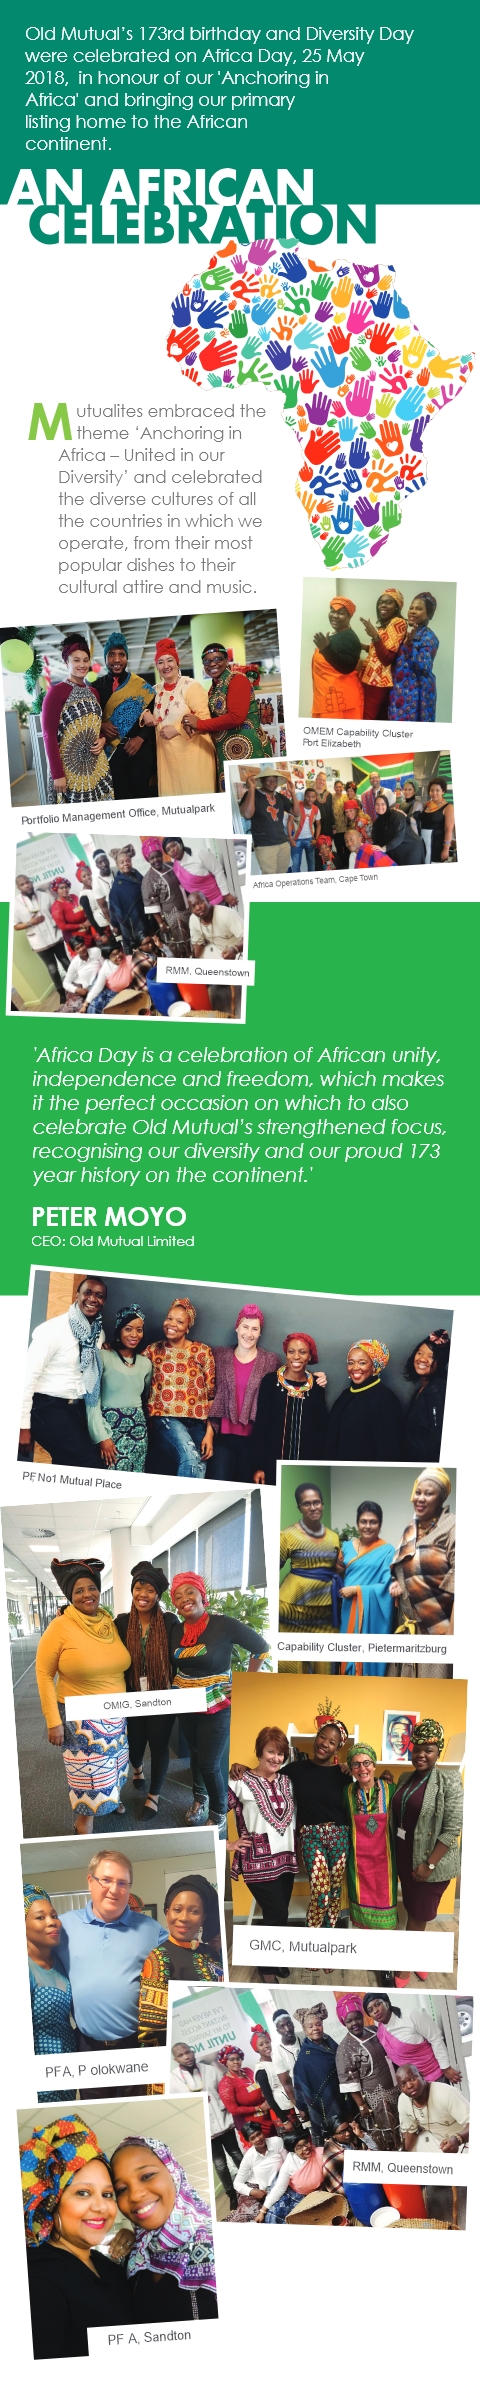 Old Mutual’s 173rd birthday and Diversity Day
were celebrated on Africa Day, 25 May
2018, in honour of our 'Anchoring in
Africa' and bringing our primary
listing home to the African
continent.
AN AFRICAN
CELEBRATION
Mutualites embraced the
theme ‘Anchoring in
Africa – United in our
Diversity’ and celebrated
the diverse cultures of all
the countries in which we
operate, from their most
popular dishes to their
cultural attire and music.
OMEM Capability Cluster
Port Elizabeth
Portfolio Management Office, Mutualpark
Africa Operations Team, Cape Town
RMM, Queenstown
'Africa Day is a celebration of African unity,
independence and freedom, which makes
it the perfect occasion on which to also
celebrate Old Mutual’s strengthened focus,
recognising our diversity and our proud 173
year history on the continent.'
PETER MOYO
CEO: Old Mutual Limited
PF, No1 Mutual Place
Capability Cluster, Pietermaritzburg
OMIG, Sandton
GMC, Mutualpark
PFA, P olokwane
RMM, Queenstown
PF A, Sandton